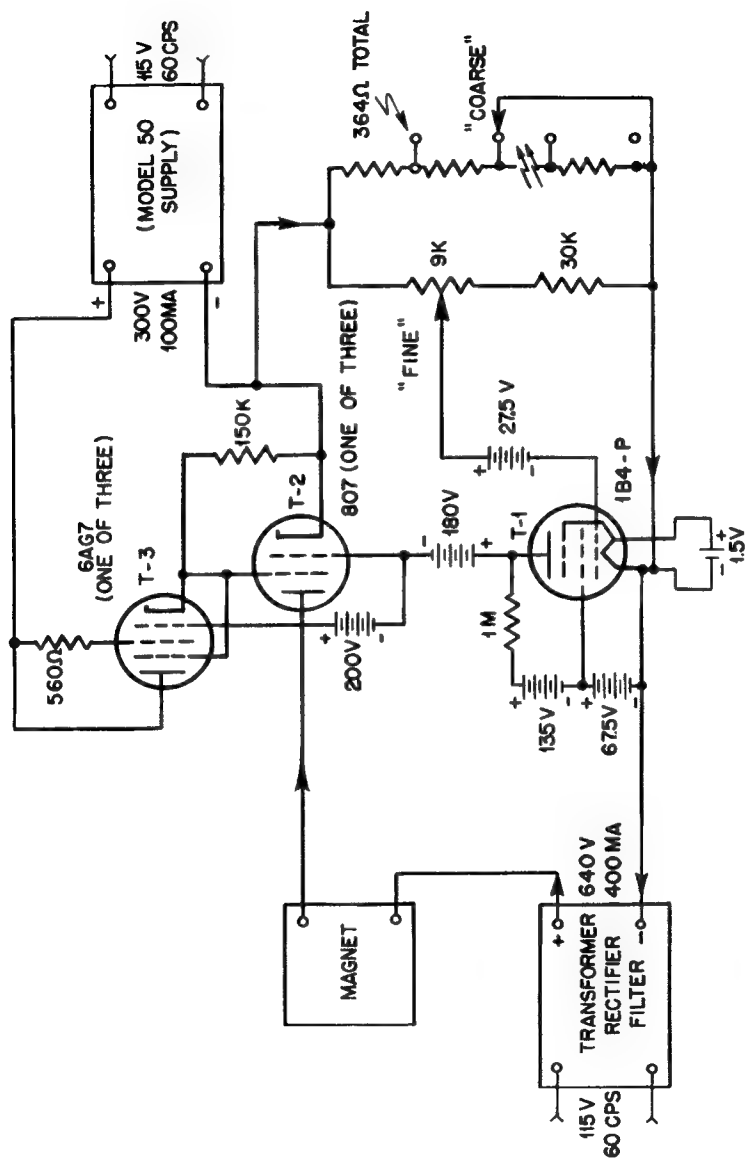 115 V
60 CPS
(MODEL 50
SUPPLY)
+
-
300V
100MA
6AG7
(ONE OF THREE)
T-3
560Ω
150K
T-2
807 (ONE OF THREE)
+
200V
-
364Ω TOTAL
"COARSE"
9K
30K
"FINE"
+
27.5 V
-
-
180V
+
T-1
1B4-P
1M
+
135V
-
+
67.5V
-
+
-
1.5V
MAGNET
+
-
TRANSFORMER
RECTIFIER
FILTER
640 V
400 MA
115 V
60 CPS